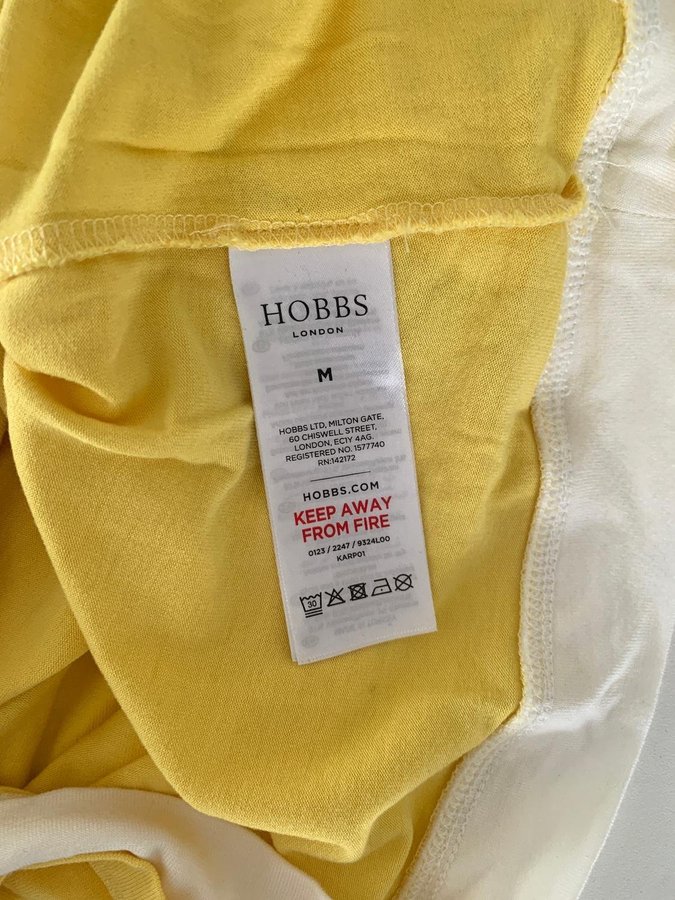 HOBBS
LONDON
M
HOBBS LTD, MILTON GATE,
60 CHISWELL STREET,
LONDON, EC1Y 4AG.
REGISTERED NO. 1577740
RN:142172
HOBBS.COM
KEEP AWAY
FROM FIRE
0123 / 2247 / 9324L00
KARP01
30